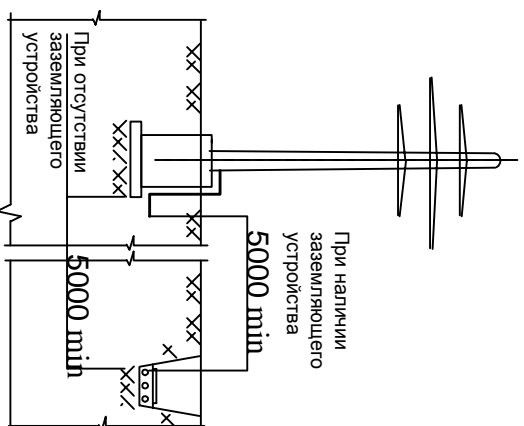 При наличии
заземляющего
устройства
5000 min
При отсутствии
заземляющего
устройства
5000 min